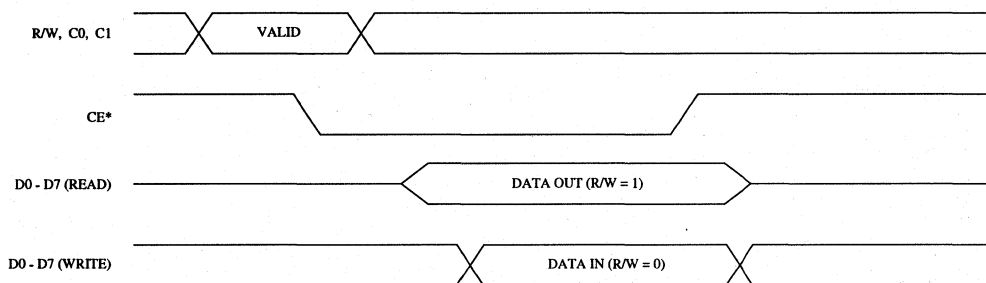 R/W, C0, C1 VALID
CE*
D0 - D7 (READ) DATA OUT (R/W = 1)
D0 - D7 (WRITE) DATA IN (R/W = 0)